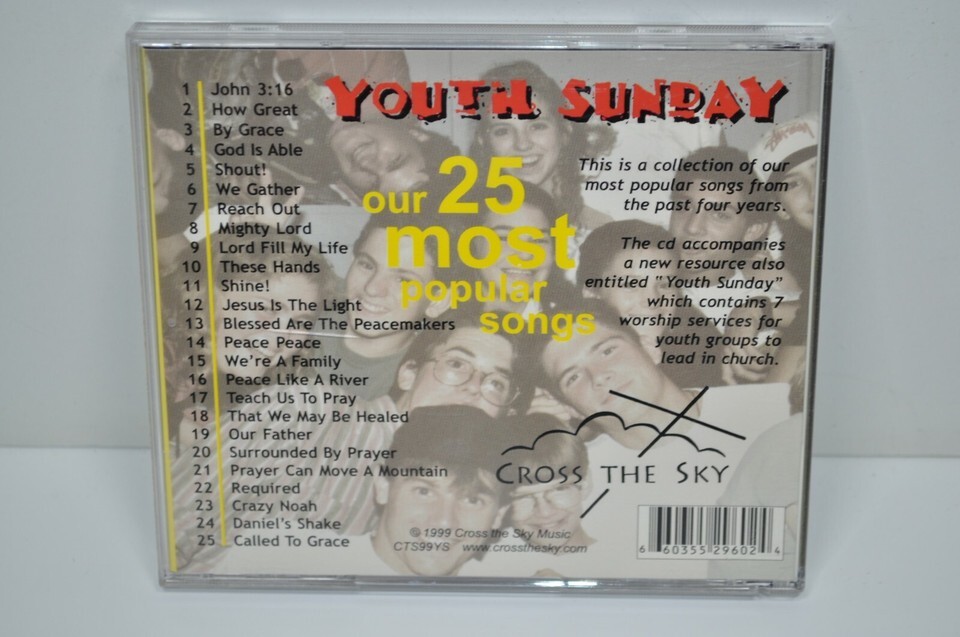 1 John 3:16
2 How Great
3 By Grace
4 God Is Able
5 Shout!
6 We Gather
7 Reach Out
8 Mighty Lord
9 Lord Fill My Life
10 These Hands
11 Shine!
12 Jesus Is The Light
13 Blessed Are The Peacemakers
14 Peace Peace
15 We're A Family
16 Peace Like A River
17 Teach Us To Pray
18 That We May Be Healed
19 Our Father
20 Surrounded By Prayer
21 Prayer Can Move A Mountain
22 Required
23 Crazy Noah
24 Daniel's Shake
25 Called To Grace
YOUTH SUNDAY
our 25
most
popular
songs
This is a collection of our
most popular songs from
the past four years.
The cd accompanies
a new resource also
entitled "Youth Sunday"
which contains 7
worship services for
youth groups to
lead in church.
CROSS THE SKY
© 1999 Cross the Sky Music
CTS99YS www.crossthesky.com
6 60355 29602 4